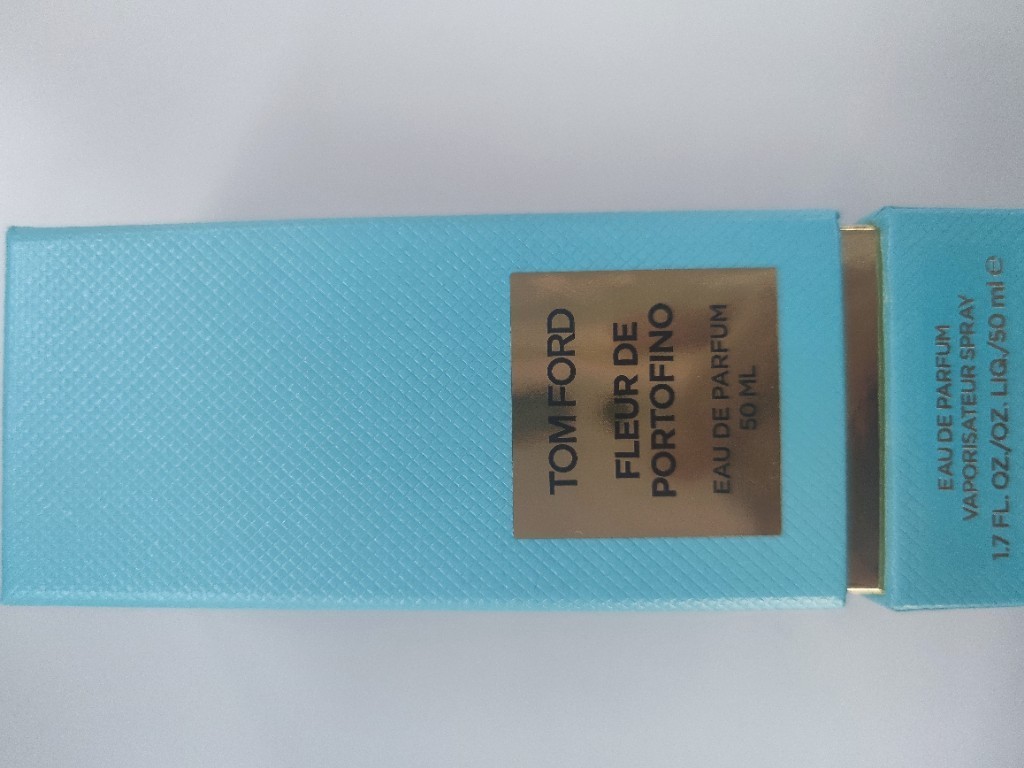 TOM FORD
FLEUR DE
PORTOFINO
EAU DE PARFUM
50 ML
EAU DE PARFUM
VAPORISATEUR SPRAY
1.7 FL. OZ./OZ. LIQ./50 ml ℮